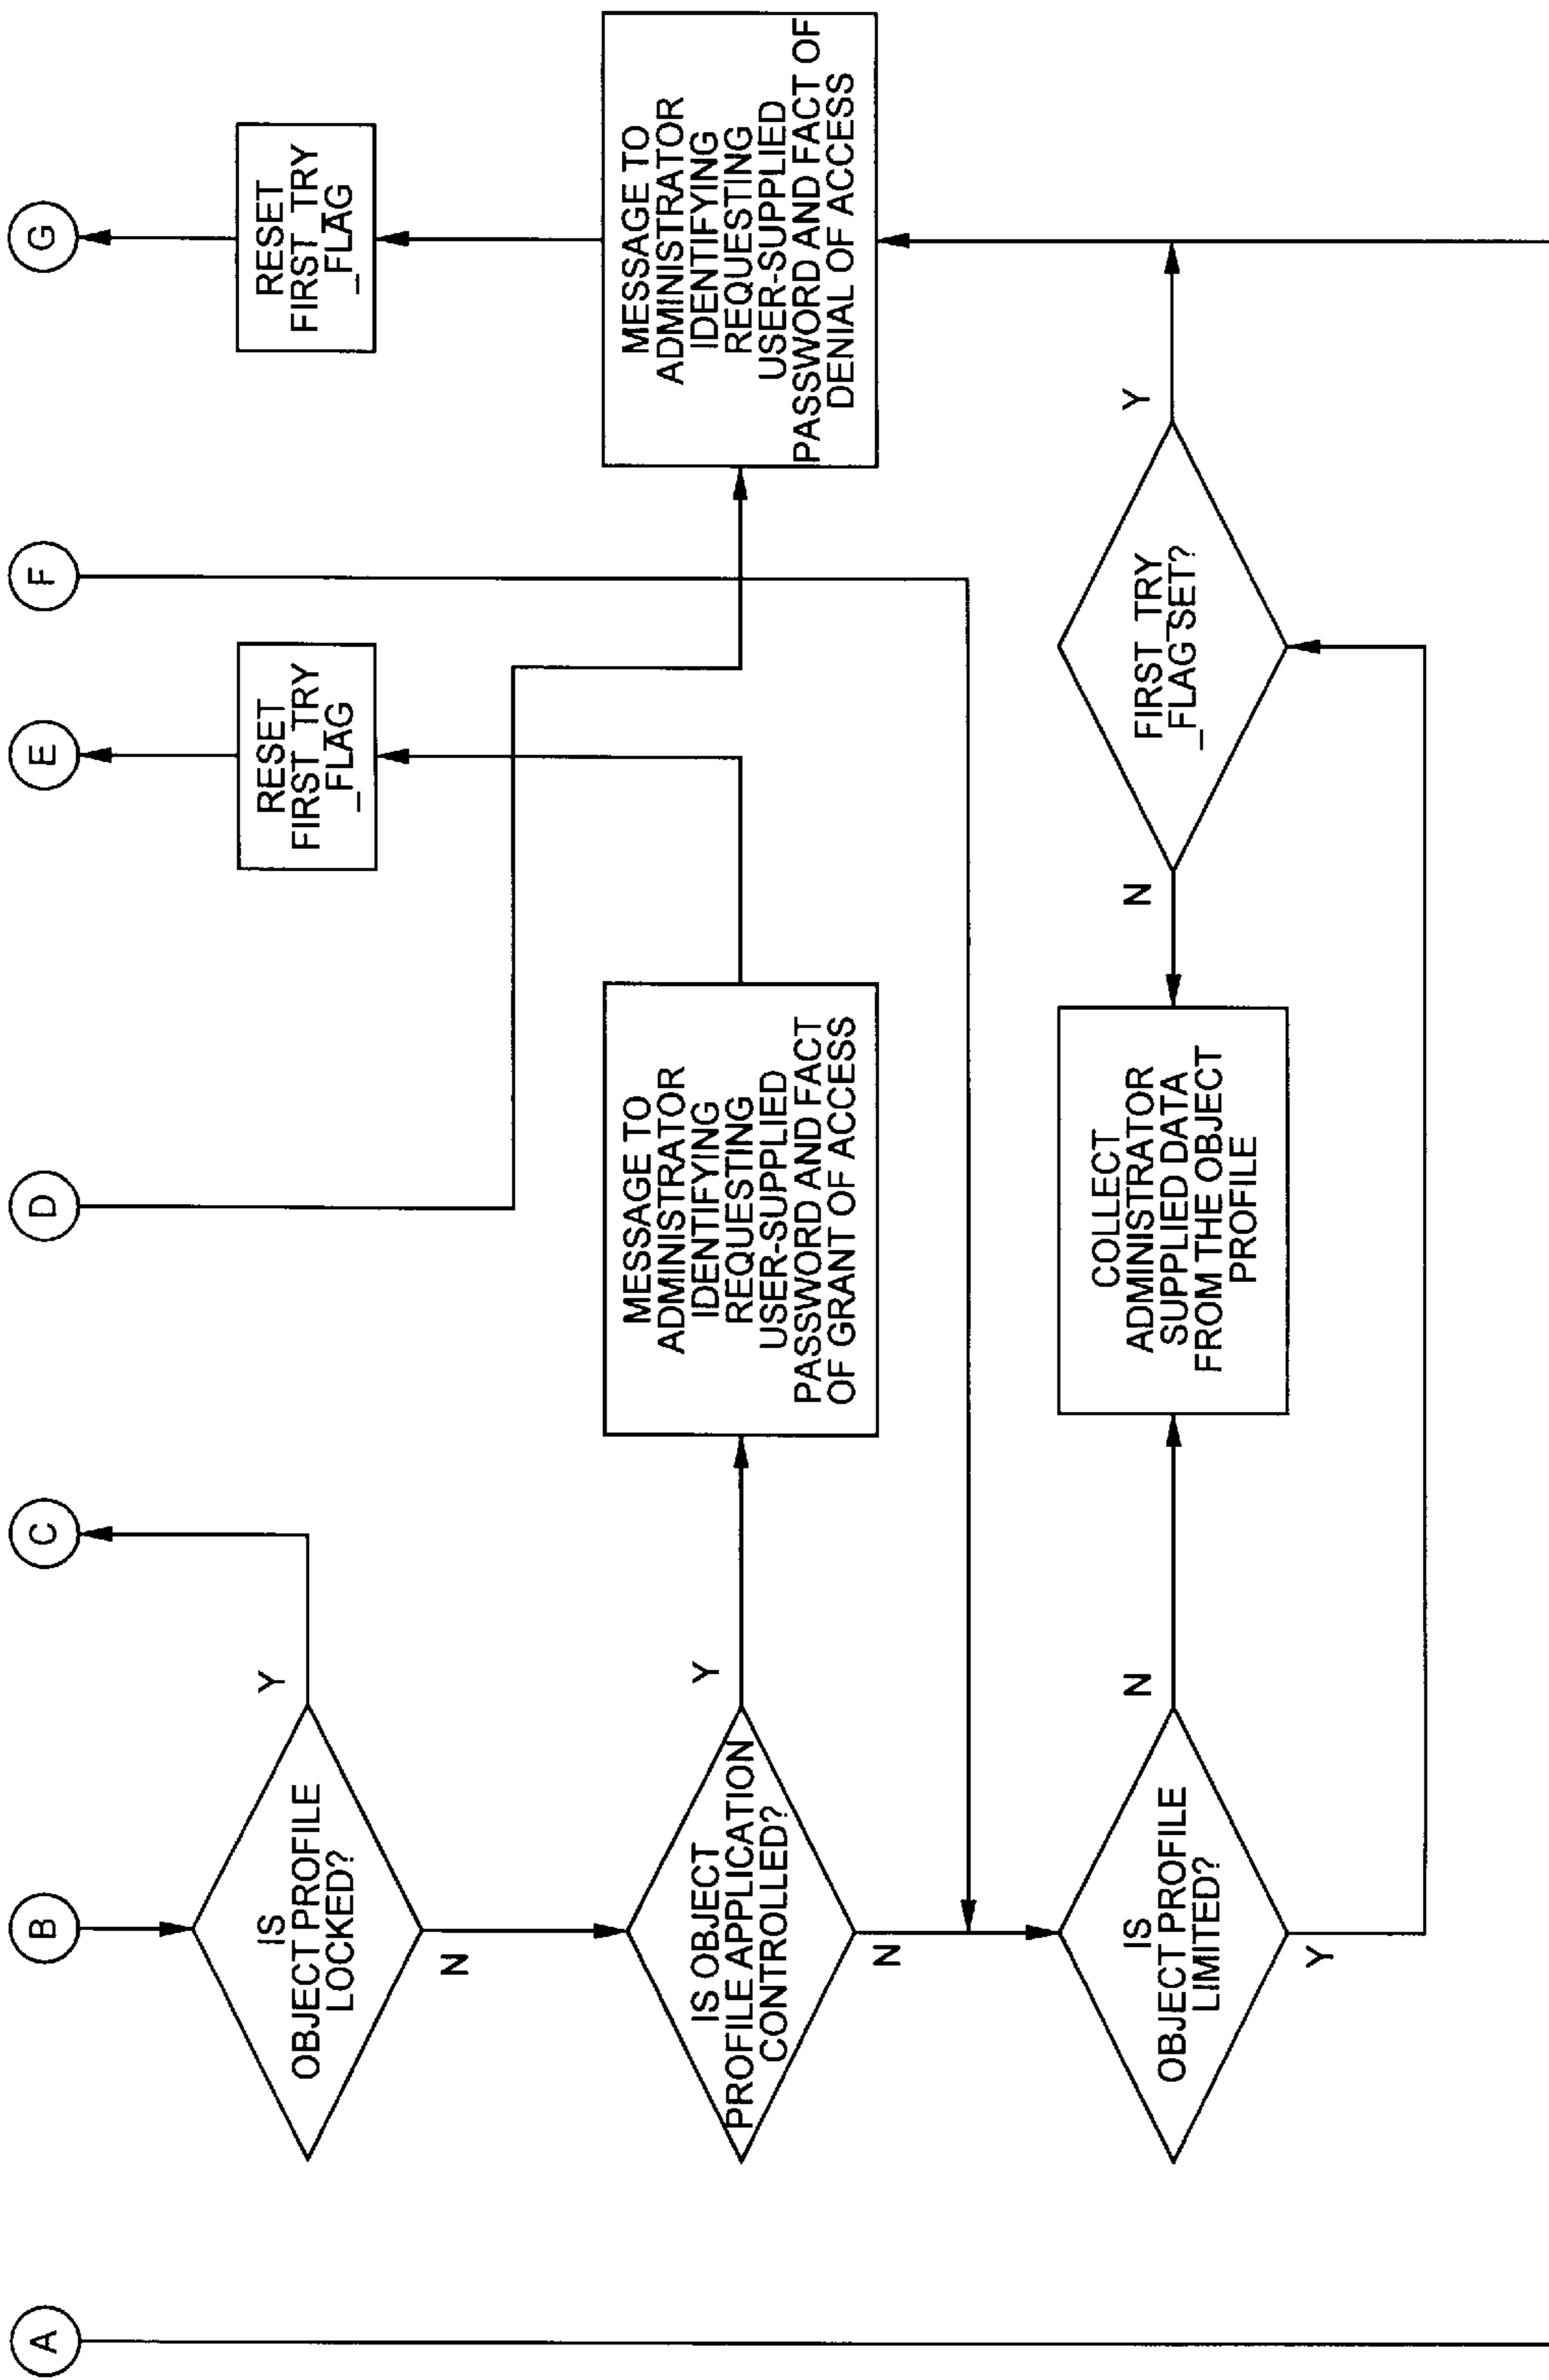 A
B
C
D
E
F
G
IS
OBJECT PROFILE
LOCKED?
Y
N
RESET
FIRST_TRY
_FLAG
RESET
FIRST_TRY
_FLAG
IS OBJECT
PROFILE APPLICATION
CONTROLLED?
Y
N
MESSAGE TO
ADMINISTRATOR
IDENTIFYING
REQUESTING
USER-SUPPLIED
PASSWORD AND FACT
OF GRANT OF ACCESS
MESSAGE TO
ADMINISTRATOR
IDENTIFYING
REQUESTING
USER-SUPPLIED
PASSWORD AND FACT OF
DENIAL OF ACCESS
IS
OBJECT PROFILE
LIMITED?
N
Y
COLLECT
ADMINISTRATOR
SUPPLIED DATA
FROM THE OBJECT
PROFILE
N
FIRST_TRY
_FLAG SET?
Y